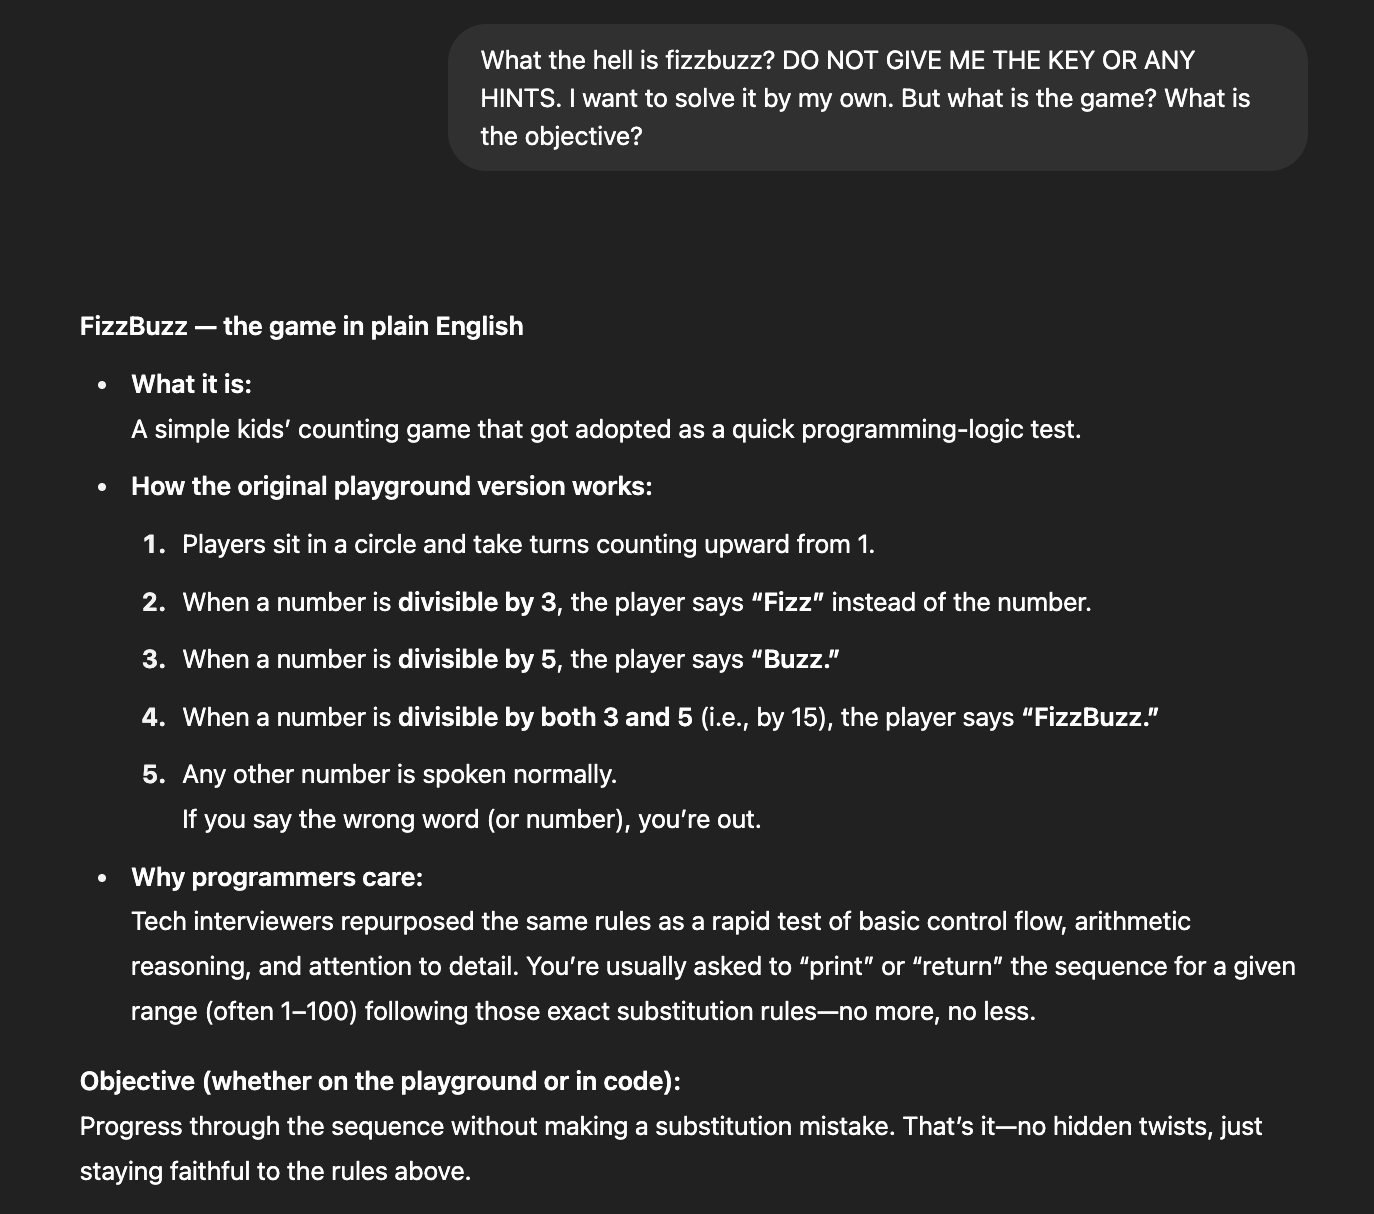 What the hell is fizzbuzz? DO NOT GIVE ME THE KEY OR ANY
HINTS. I want to solve it by my own. But what is the game? What is
the objective?
FizzBuzz — the game in plain English
• What it is:
A simple kids’ counting game that got adopted as a quick programming-logic test.
• How the original playground version works:
1. Players sit in a circle and take turns counting upward from 1.
2. When a number is divisible by 3, the player says “Fizz” instead of the number.
3. When a number is divisible by 5, the player says “Buzz.”
4. When a number is divisible by both 3 and 5 (i.e., by 15), the player says “FizzBuzz.”
5. Any other number is spoken normally.
If you say the wrong word (or number), you’re out.
• Why programmers care:
Tech interviewers repurposed the same rules as a rapid test of basic control flow, arithmetic
reasoning, and attention to detail. You’re usually asked to “print” or “return” the sequence for a given
range (often 1–100) following those exact substitution rules—no more, no less.
Objective (whether on the playground or in code):
Progress through the sequence without making a substitution mistake. That’s it—no hidden twists, just
staying faithful to the rules above.